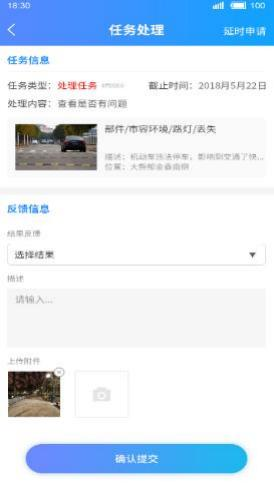 18:30
100
任务处理
延时申请
任务信息
任务类型：处理任务
截止时间：2018月5月22日
处理内容：查看是否有问题
部件/市容环境/路灯/丢失
描述：机动车违法停车，影响到交通了快...
位置：
反馈信息
结果反馈
选择结果
描述
请输入...
上传附件
确认提交